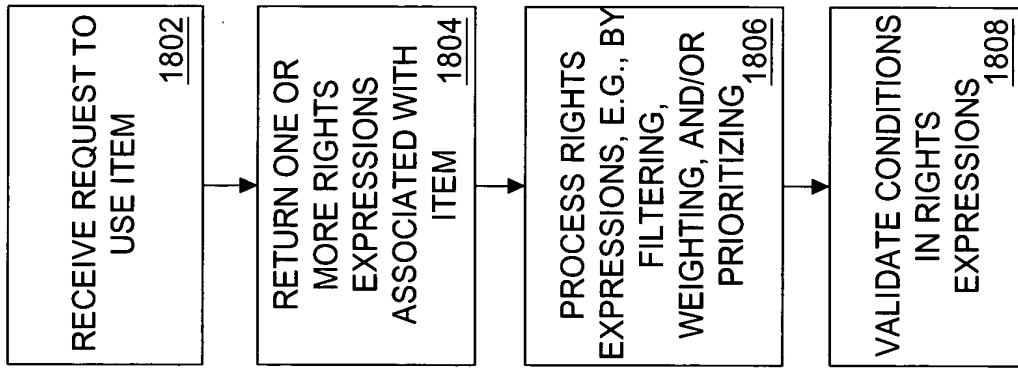 RECEIVE REQUEST TO
USE ITEM
1802
RETURN ONE OR
MORE RIGHTS
EXPRESSIONS
ASSOCIATED WITH
ITEM
1804
PROCESS RIGHTS
EXPRESSIONS, E.G., BY
FILTERING,
WEIGHTING, AND/OR
PRIORITIZING
1806
VALIDATE CONDITIONS
IN RIGHTS
EXPRESSIONS
1808